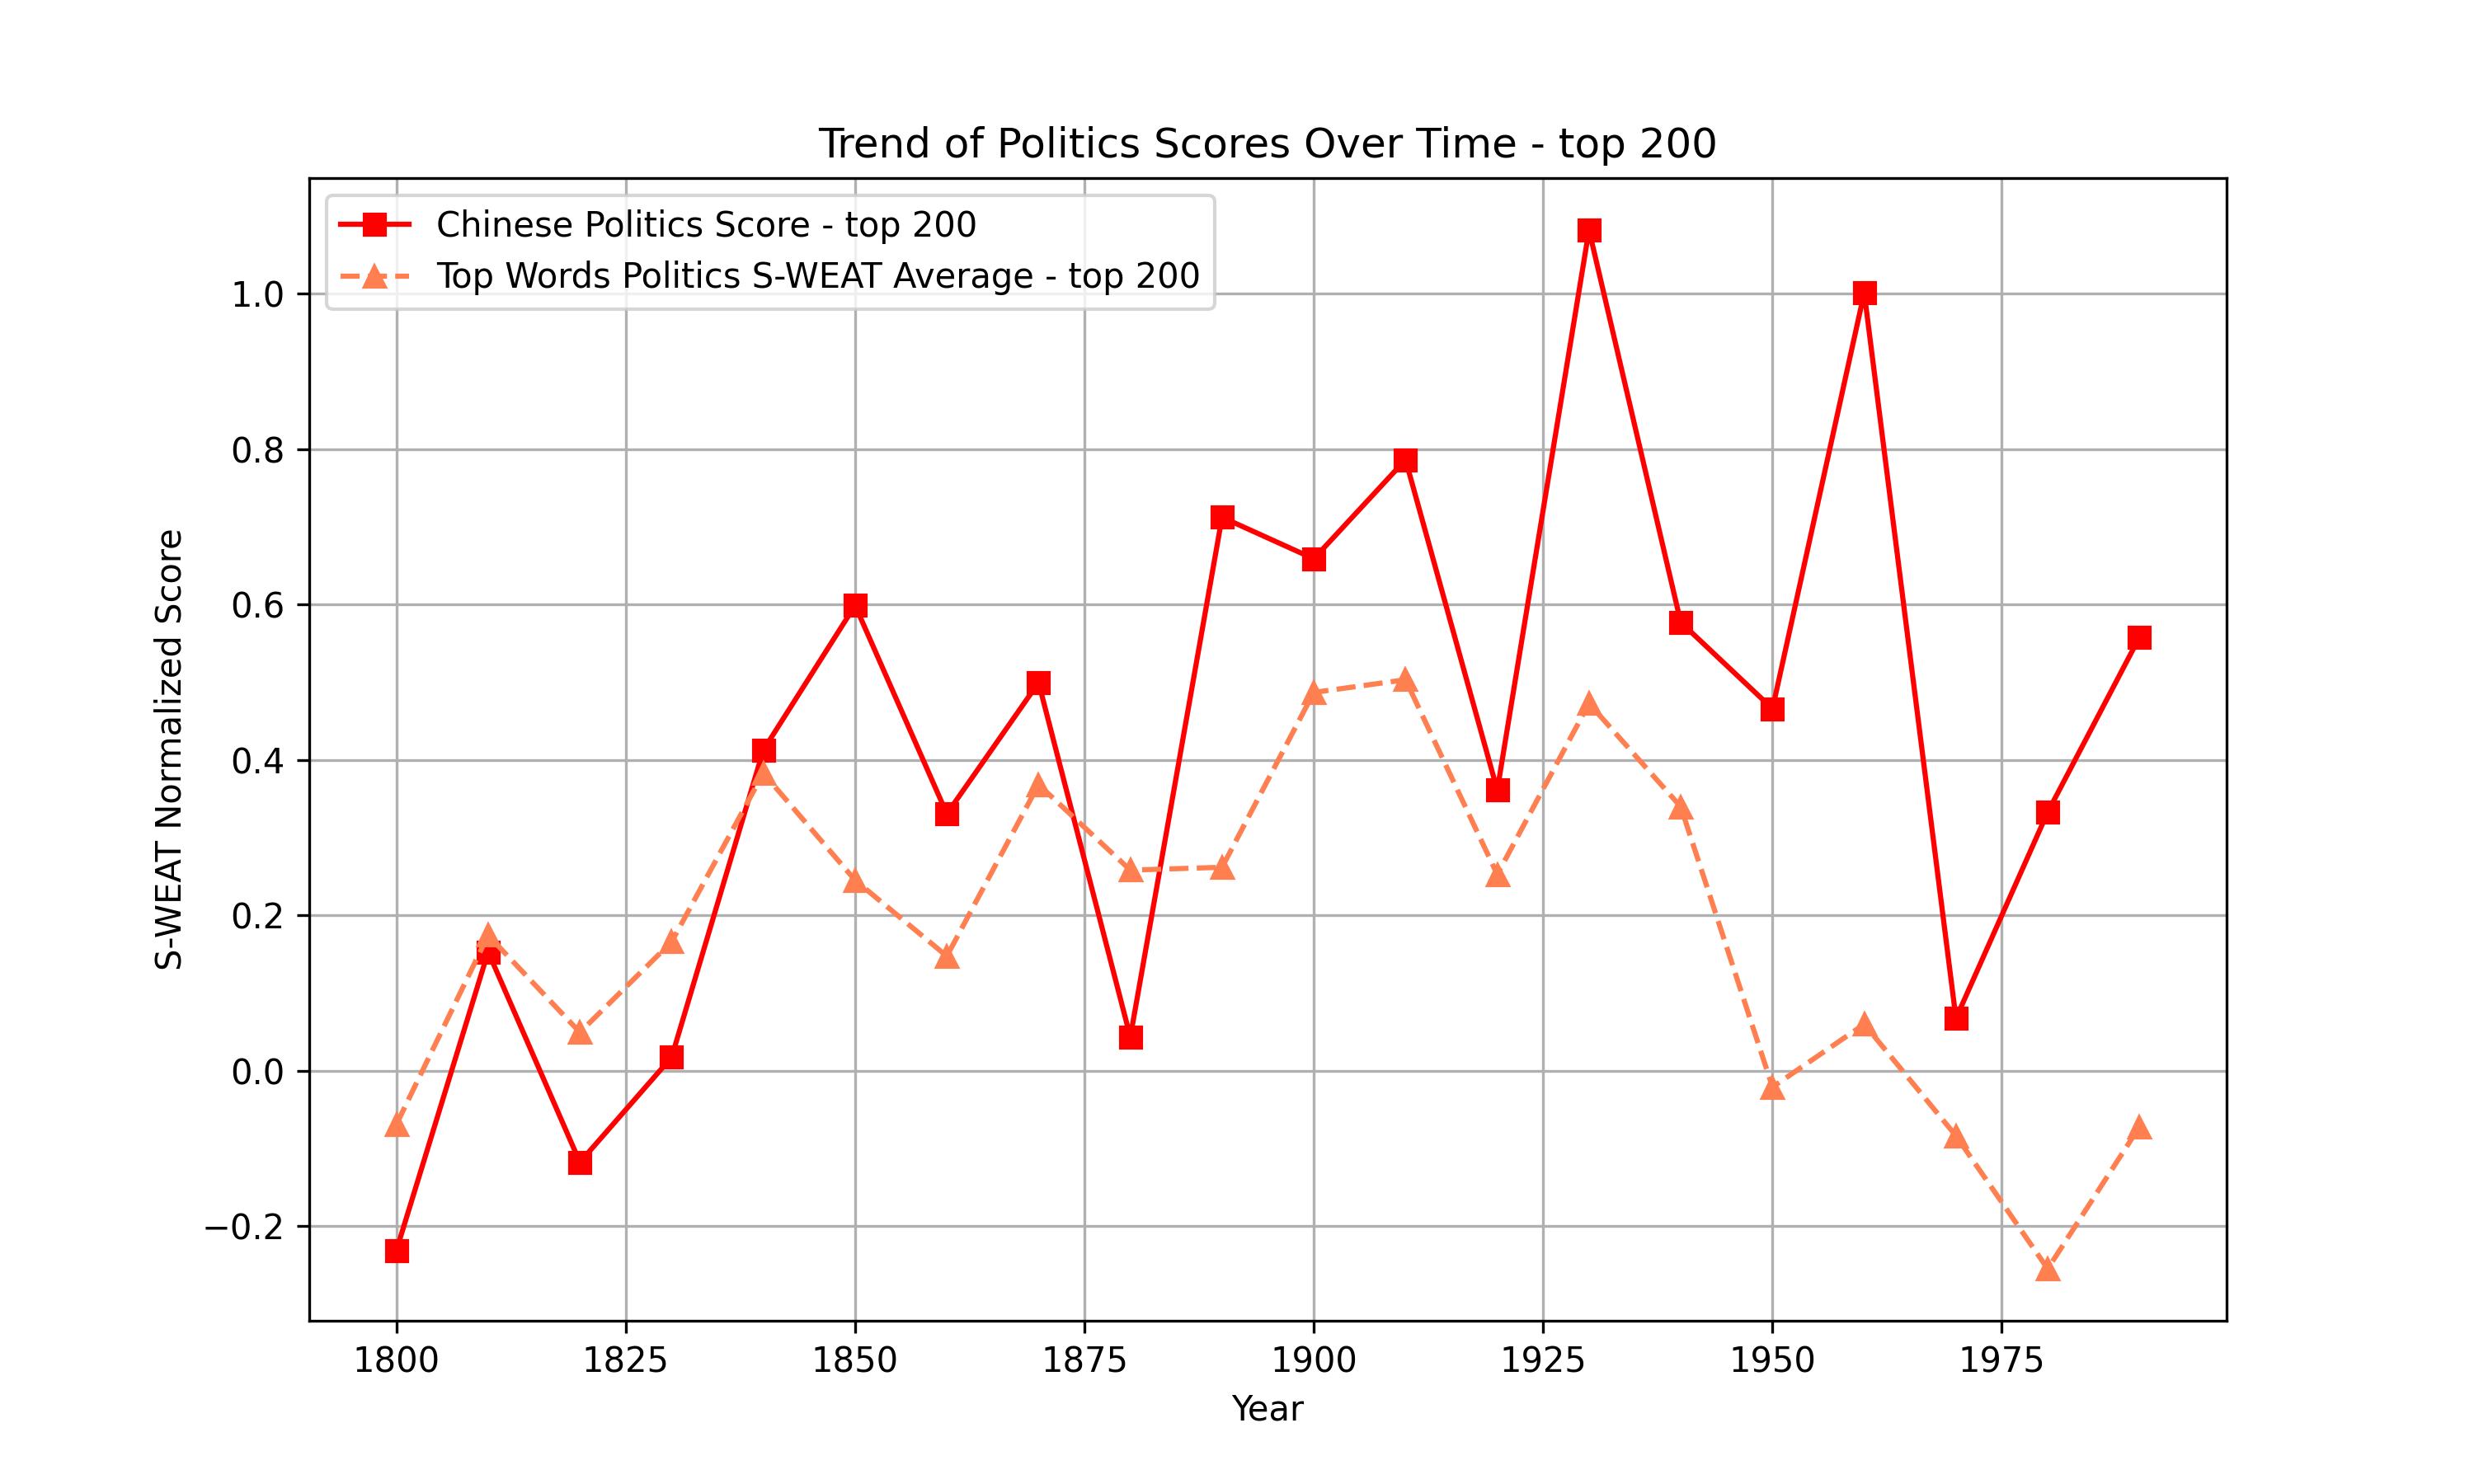 Trend of Politics Scores Over Time - top 200
Chinese Politics Score - top 200
Top Words Politics S-WEAT Average - top 200
S-WEAT Normalized Score
1.0
0.8
0.6
0.4
0.2
0.0
−0.2
1800 1825 1850 1875 1900 1925 1950 1975
Year